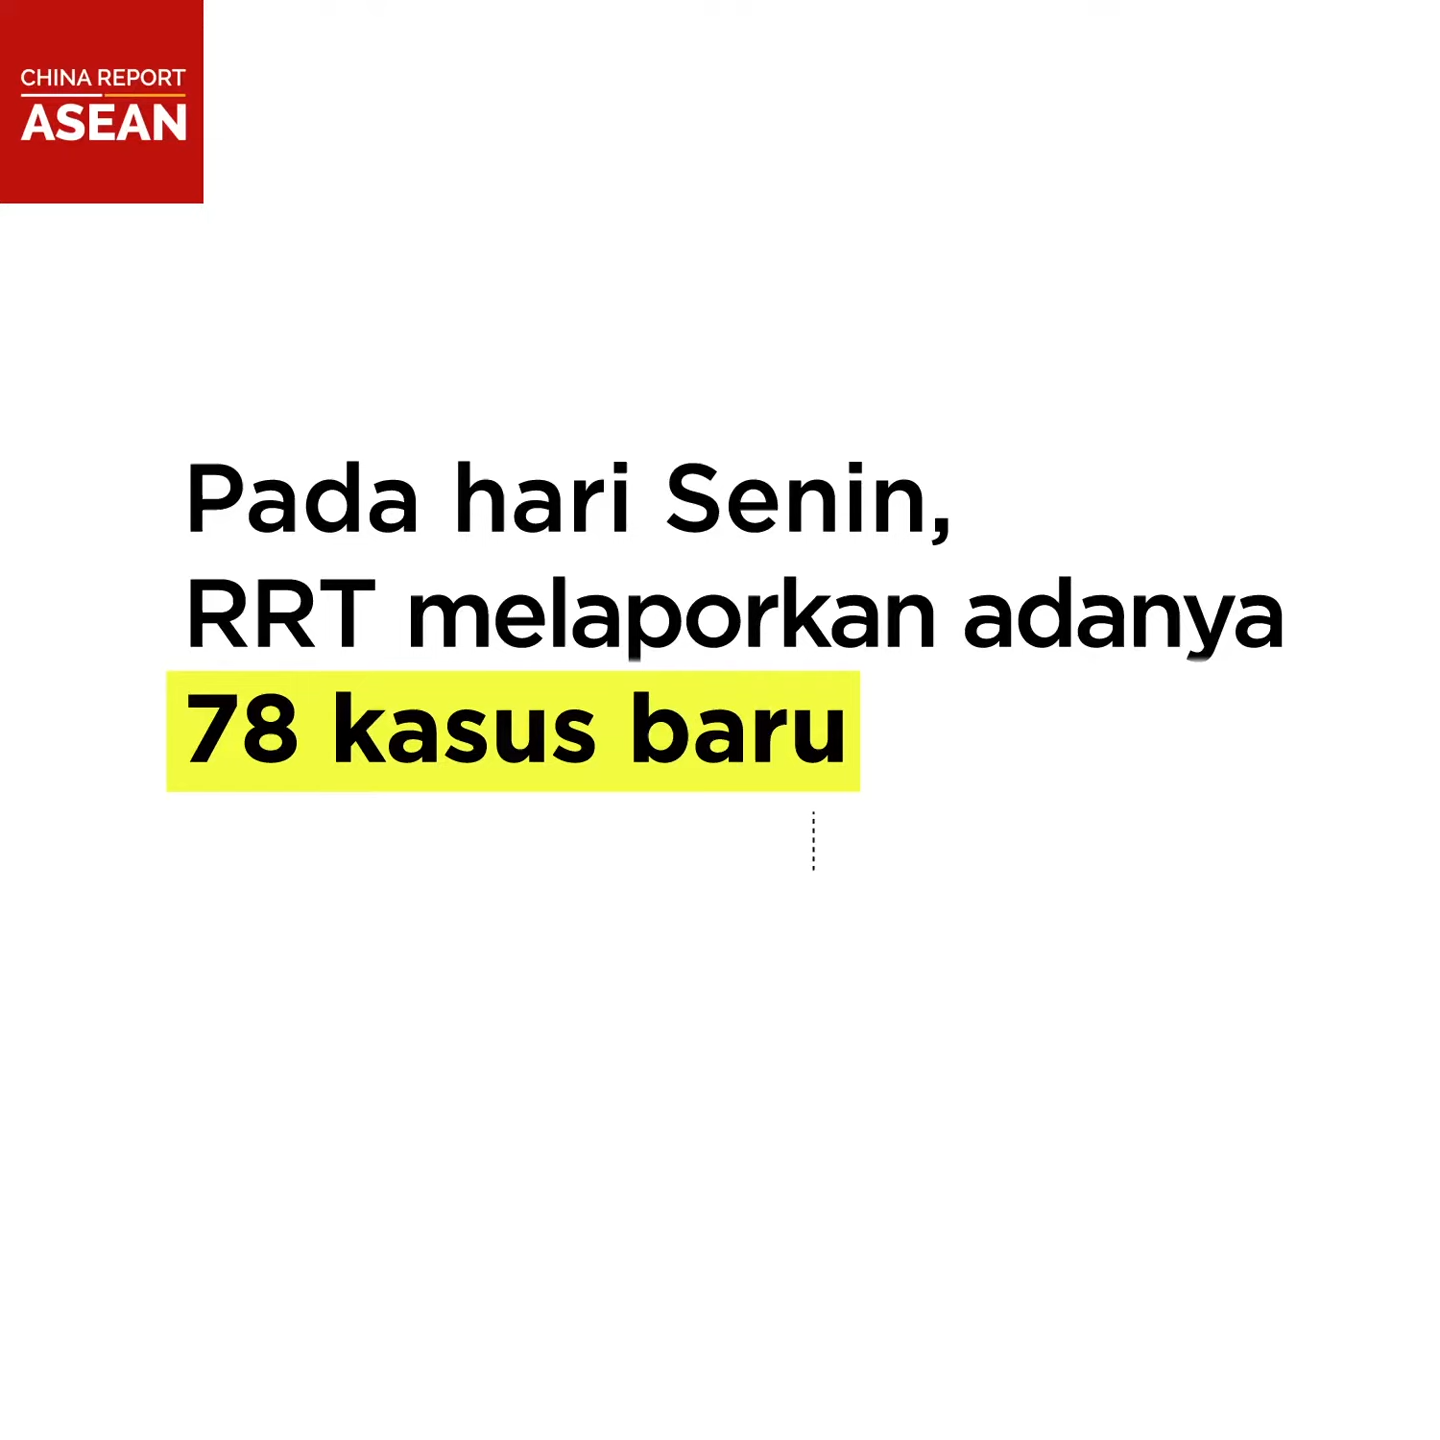 CHINA REPORT
ASEAN
Pada hari Senin,
RRT melaporkan adanya
78 kasus baru